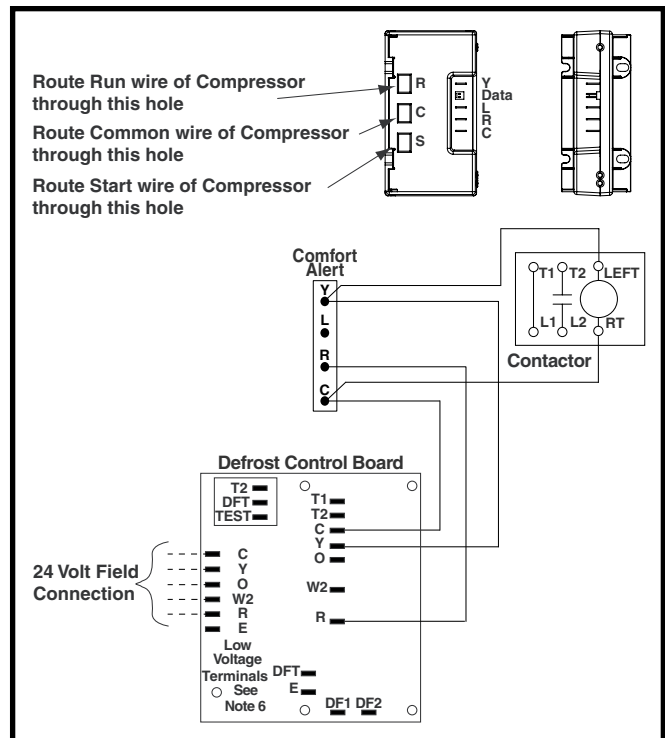 Route Run wire of Compressor
through this hole
Route Common wire of Compressor
through this hole
Route Start wire of Compressor
through this hole
R
C
S
Y
Data
L
R
C
Comfort
Alert
Y
L
R
C
T1 T2 LEFT
L1 L2 RT
Contactor
Defrost Control Board
T2
DFT
TEST
T1
T2
C
Y
O
W2
R
24 Volt Field
Connection
C
Y
O
W2
R
E
Low
Voltage
Terminals
See
Note 6
DFT
E
DF1 DF2